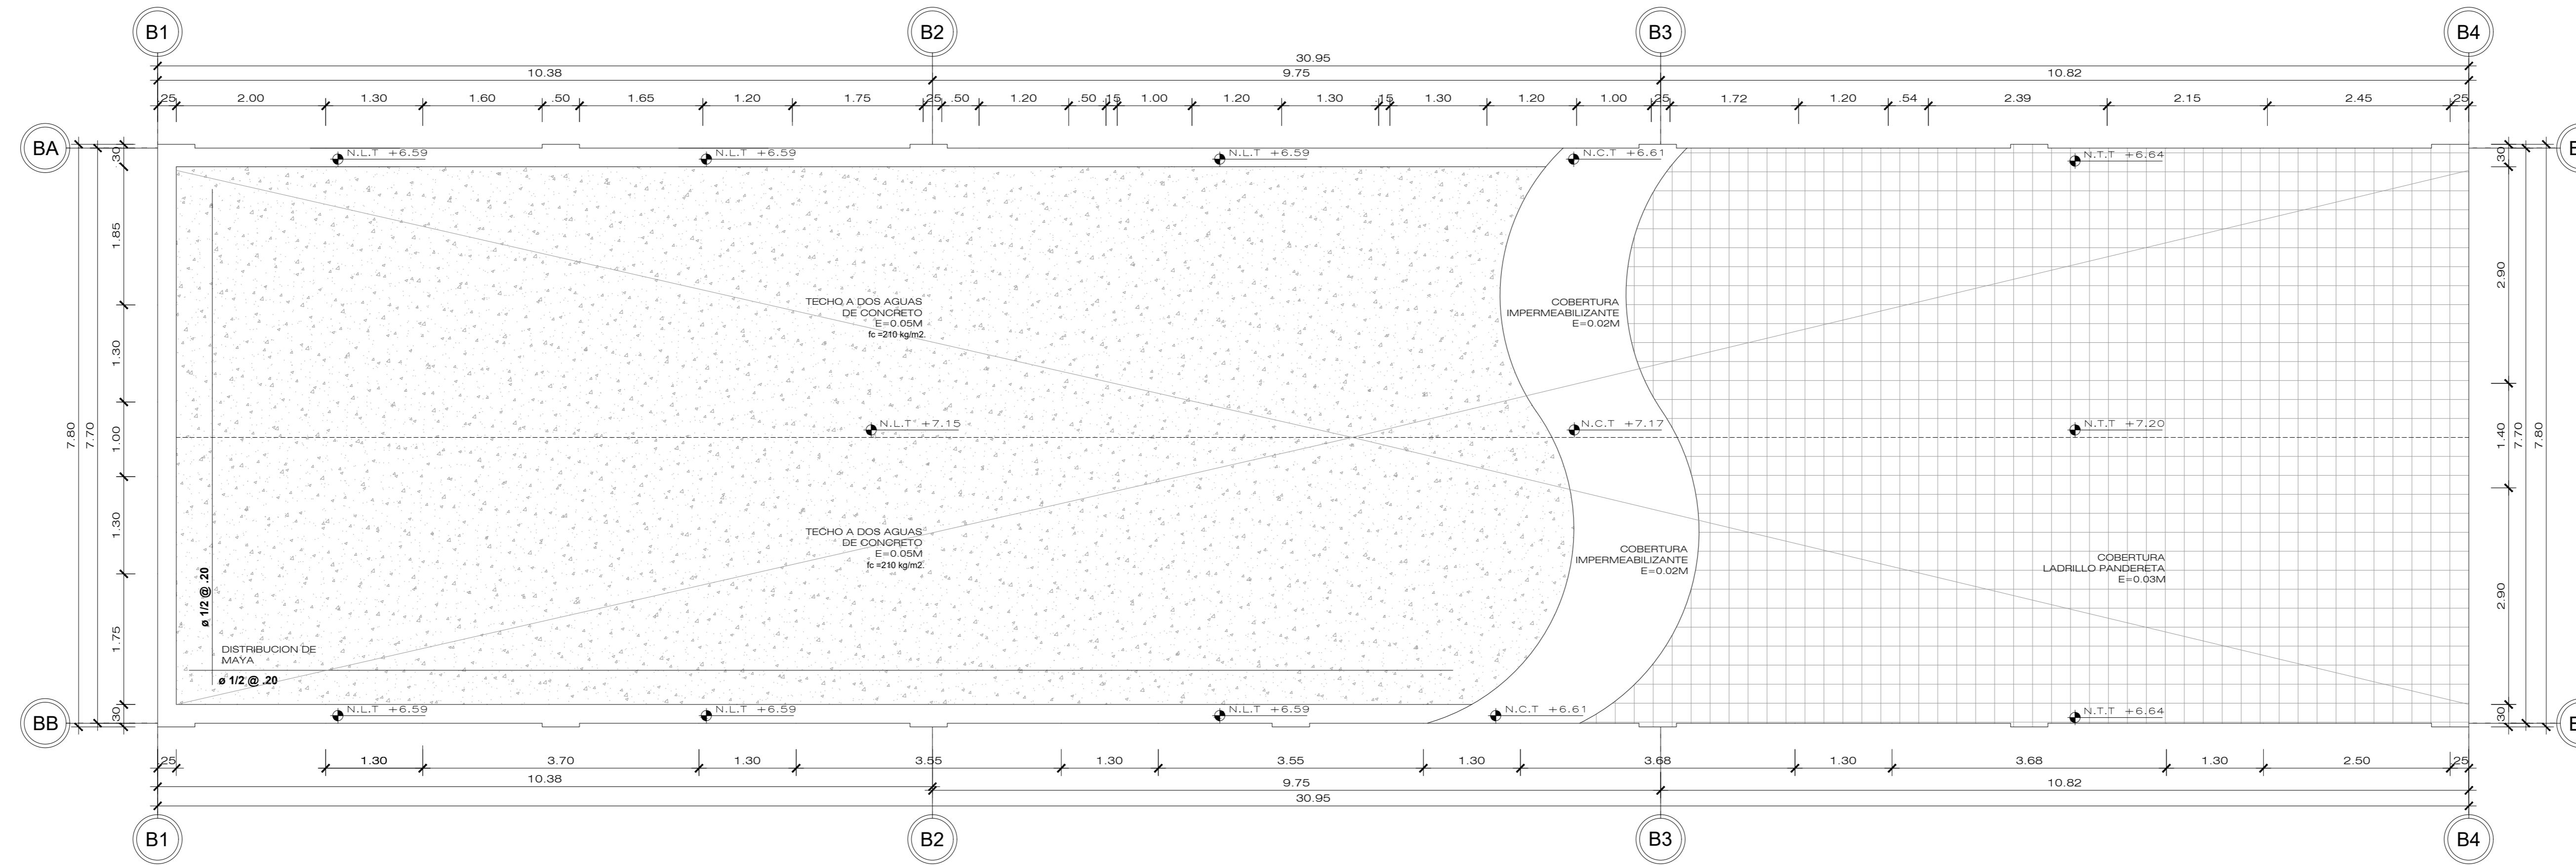 B1
B2
B3
B4
30.95
10.38
9.75
10.82
.25
2.00
1.30
1.60
.50
1.65
1.20
1.75
.25
.50
1.20
.50
.15
1.00
1.20
1.30
.15
1.30
1.20
1.00
.25
1.72
1.20
.54
2.39
2.15
2.45
.25
BA
.30
N.L.T +6.59
N.L.T +6.59
N.L.T +6.59
N.C.T +6.61
N.T.T +6.64
.30
1.85
2.90
TECHO A DOS AGUAS
DE CONCRETO
E=0.05M
fc =210 kg/m2.
COBERTURA
IMPERMEABILIZANTE
E=0.02M
1.30
7.80
7.70
1.00
N.L.T +7.15
N.C.T +7.17
N.T.T +7.20
1.40
7.70
7.80
1.30
TECHO A DOS AGUAS
DE CONCRETO
E=0.05M
fc =210 kg/m2.
COBERTURA
IMPERMEABILIZANTE
E=0.02M
COBERTURA
LADRILLO PANDERETA
E=0.03M
ø 1/2 @ .20
2.90
1.75
DISTRIBUCION DE
MAYA
ø 1/2 @ .20
BB
.30
N.L.T +6.59
N.L.T +6.59
N.L.T +6.59
N.C.T +6.61
N.T.T +6.64
.30
.25
1.30
3.70
1.30
3.55
1.30
3.55
1.30
3.68
1.30
3.68
1.30
2.50
.25
10.38
9.75
10.82
30.95
B1
B2
B3
B4